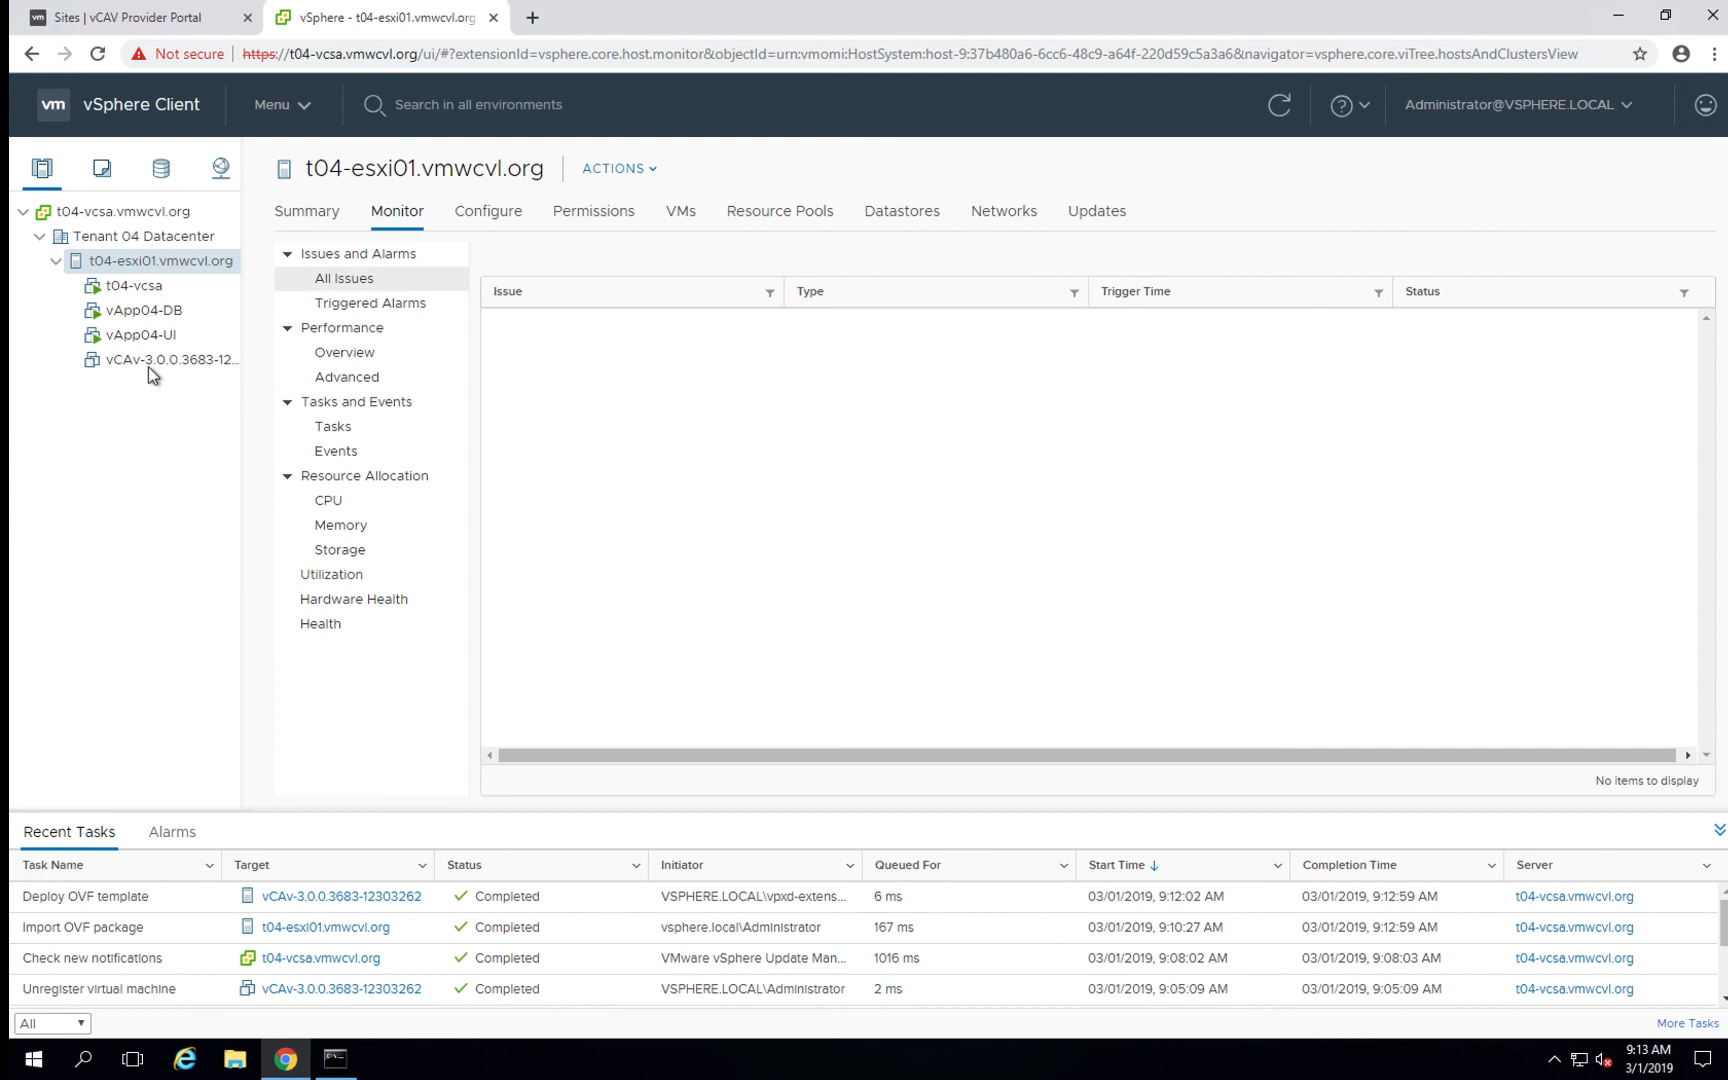 vm Sites | vCAV Provider Portal
vSphere - t04-esxi01.vmwcvl.org
Not secure https://t04-vcsa.vmwcvl.org/ui/#?extensionId=vsphere.core.host.monitor&objectId=urn:vmomi:HostSystem:host-9:37b480a6-6cc6-48c9-a64f-220d59c5a3a6&navigator=vsphere.core.viTree.hostsAndClustersView
vm vSphere Client Menu Search in all environments Administrator@VSPHERE.LOCAL
t04-vcsa.vmwcvl.org
Tenant 04 Datacenter
t04-esxi01.vmwcvl.org
t04-vcsa
vApp04-DB
vApp04-UI
vCAv-3.0.0.3683-12...
t04-esxi01.vmwcvl.org ACTIONS
Summary Monitor Configure Permissions VMs Resource Pools Datastores Networks Updates
Issues and Alarms
All Issues
Triggered Alarms
Performance
Overview
Advanced
Tasks and Events
Tasks
Events
Resource Allocation
CPU
Memory
Storage
Utilization
Hardware Health
Health
Issue Type Trigger Time Status
No items to display
Recent Tasks Alarms
Task Name Target Status Initiator Queued For Start Time Completion Time Server
Deploy OVF template vCAv-3.0.0.3683-12303262 Completed VSPHERE.LOCAL\vpxd-extens... 6 ms 03/01/2019, 9:12:02 AM 03/01/2019, 9:12:59 AM t04-vcsa.vmwcvl.org
Import OVF package t04-esxi01.vmwcvl.org Completed vsphere.local\Administrator 167 ms 03/01/2019, 9:10:27 AM 03/01/2019, 9:12:59 AM t04-vcsa.vmwcvl.org
Check new notifications t04-vcsa.vmwcvl.org Completed VMware vSphere Update Man... 1016 ms 03/01/2019, 9:08:02 AM 03/01/2019, 9:08:03 AM t04-vcsa.vmwcvl.org
Unregister virtual machine vCAv-3.0.0.3683-12303262 Completed VSPHERE.LOCAL\Administrator 2 ms 03/01/2019, 9:05:09 AM 03/01/2019, 9:05:09 AM t04-vcsa.vmwcvl.org
All More Tasks
9:13 AM
3/1/2019